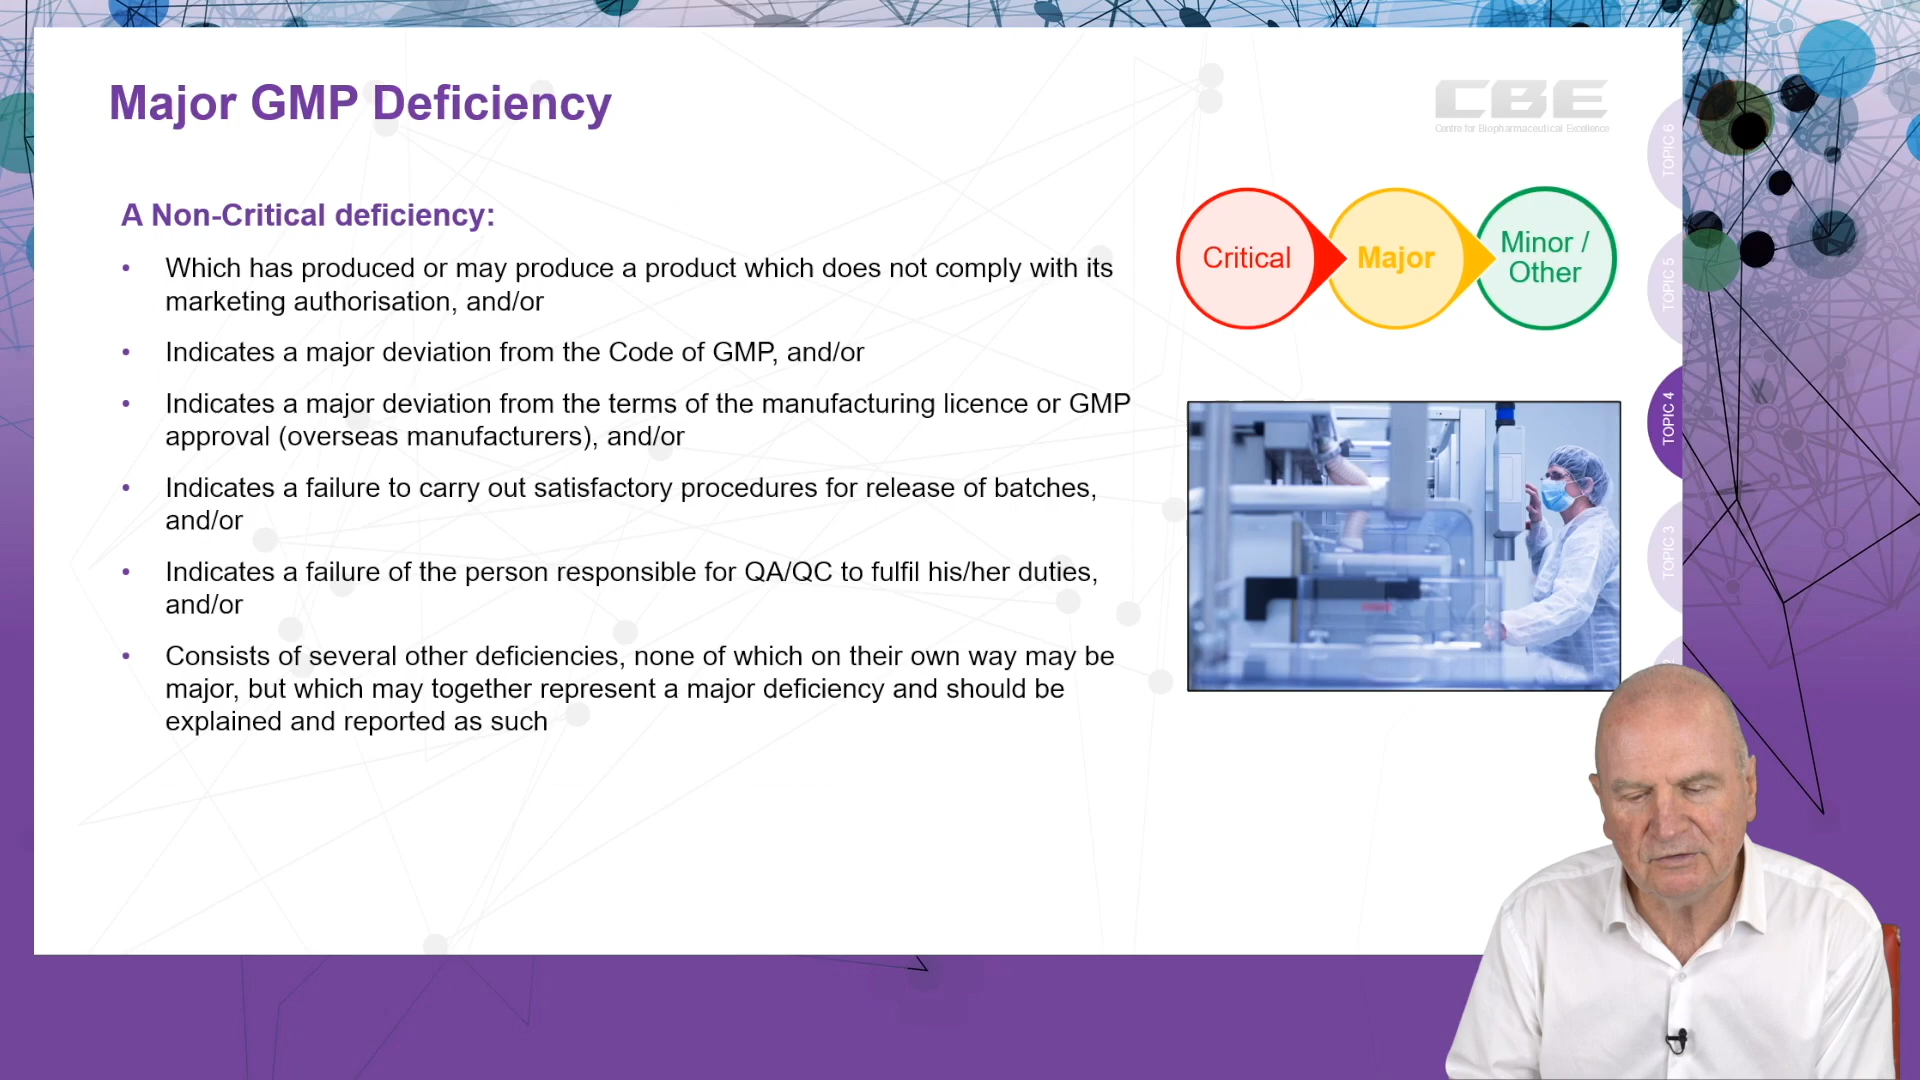 Major GMP Deficiency
CBE
Centre for Biopharmaceutical Excellence
A Non-Critical deficiency:
• Which has produced or may produce a product which does not comply with its
marketing authorisation, and/or
• Indicates a major deviation from the Code of GMP, and/or
• Indicates a major deviation from the terms of the manufacturing licence or GMP
approval (overseas manufacturers), and/or
• Indicates a failure to carry out satisfactory procedures for release of batches,
and/or
• Indicates a failure of the person responsible for QA/QC to fulfil his/her duties,
and/or
• Consists of several other deficiencies, none of which on their own way may be
major, but which may together represent a major deficiency and should be
explained and reported as such
Critical
Major
Minor /
Other
TOPIC 6
TOPIC 5
TOPIC 4
TOPIC 3